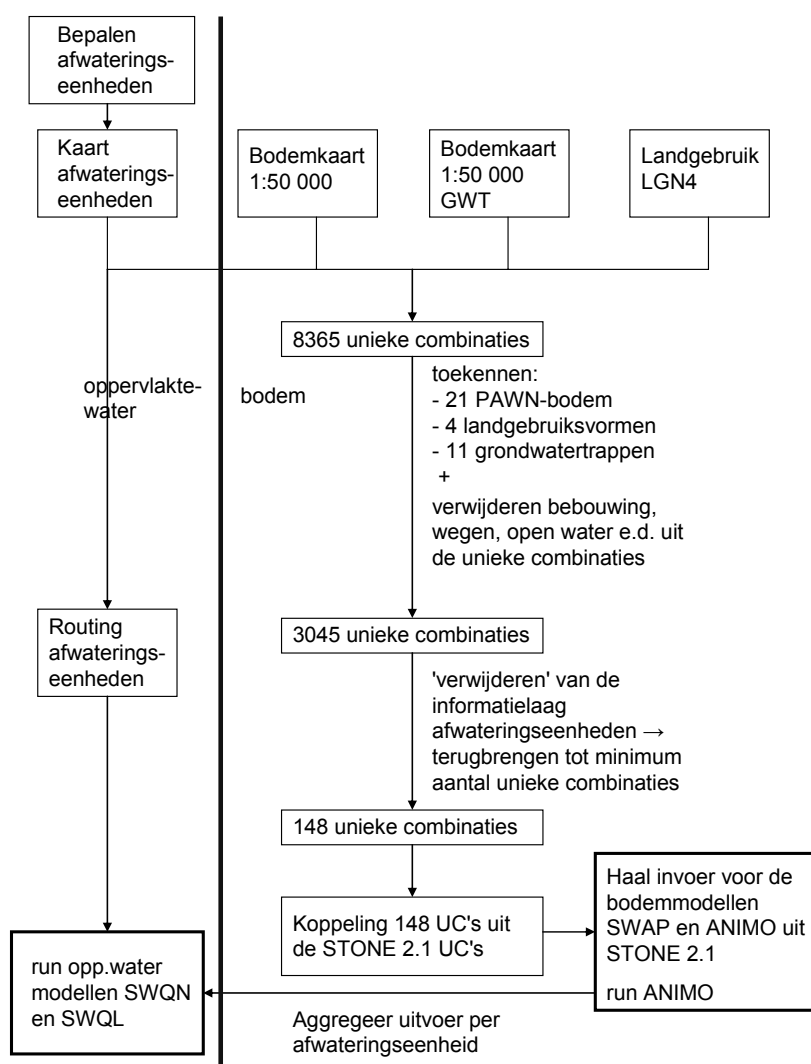 Bepalen
afwaterings-
eenheden
Kaart
afwaterings-
eenheden
Bodemkaart
1:50 000
Bodemkaart
1:50 000
GWT
Landgebruik
LGN4
8365 unieke combinaties
oppervlakte-
water
bodem
toekennen:
- 21 PAWN-bodem
- 4 landgebruiksvormen
- 11 grondwatertrappen
+
verwijderen bebouwing,
wegen, open water e.d. uit
de unieke combinaties
Routing
afwaterings-
eenheden
3045 unieke combinaties
'verwijderen' van de
informatielaag
afwateringseenheden →
terugbrengen tot minimum
aantal unieke combinaties
148 unieke combinaties
Koppeling 148 UC's uit
de STONE 2.1 UC's
Haal invoer voor de
bodemmodellen
SWAP en ANIMO uit
STONE 2.1
run ANIMO
run opp.water
modellen SWQN
en SWQL
Aggregeer uitvoer per
afwateringseenheid